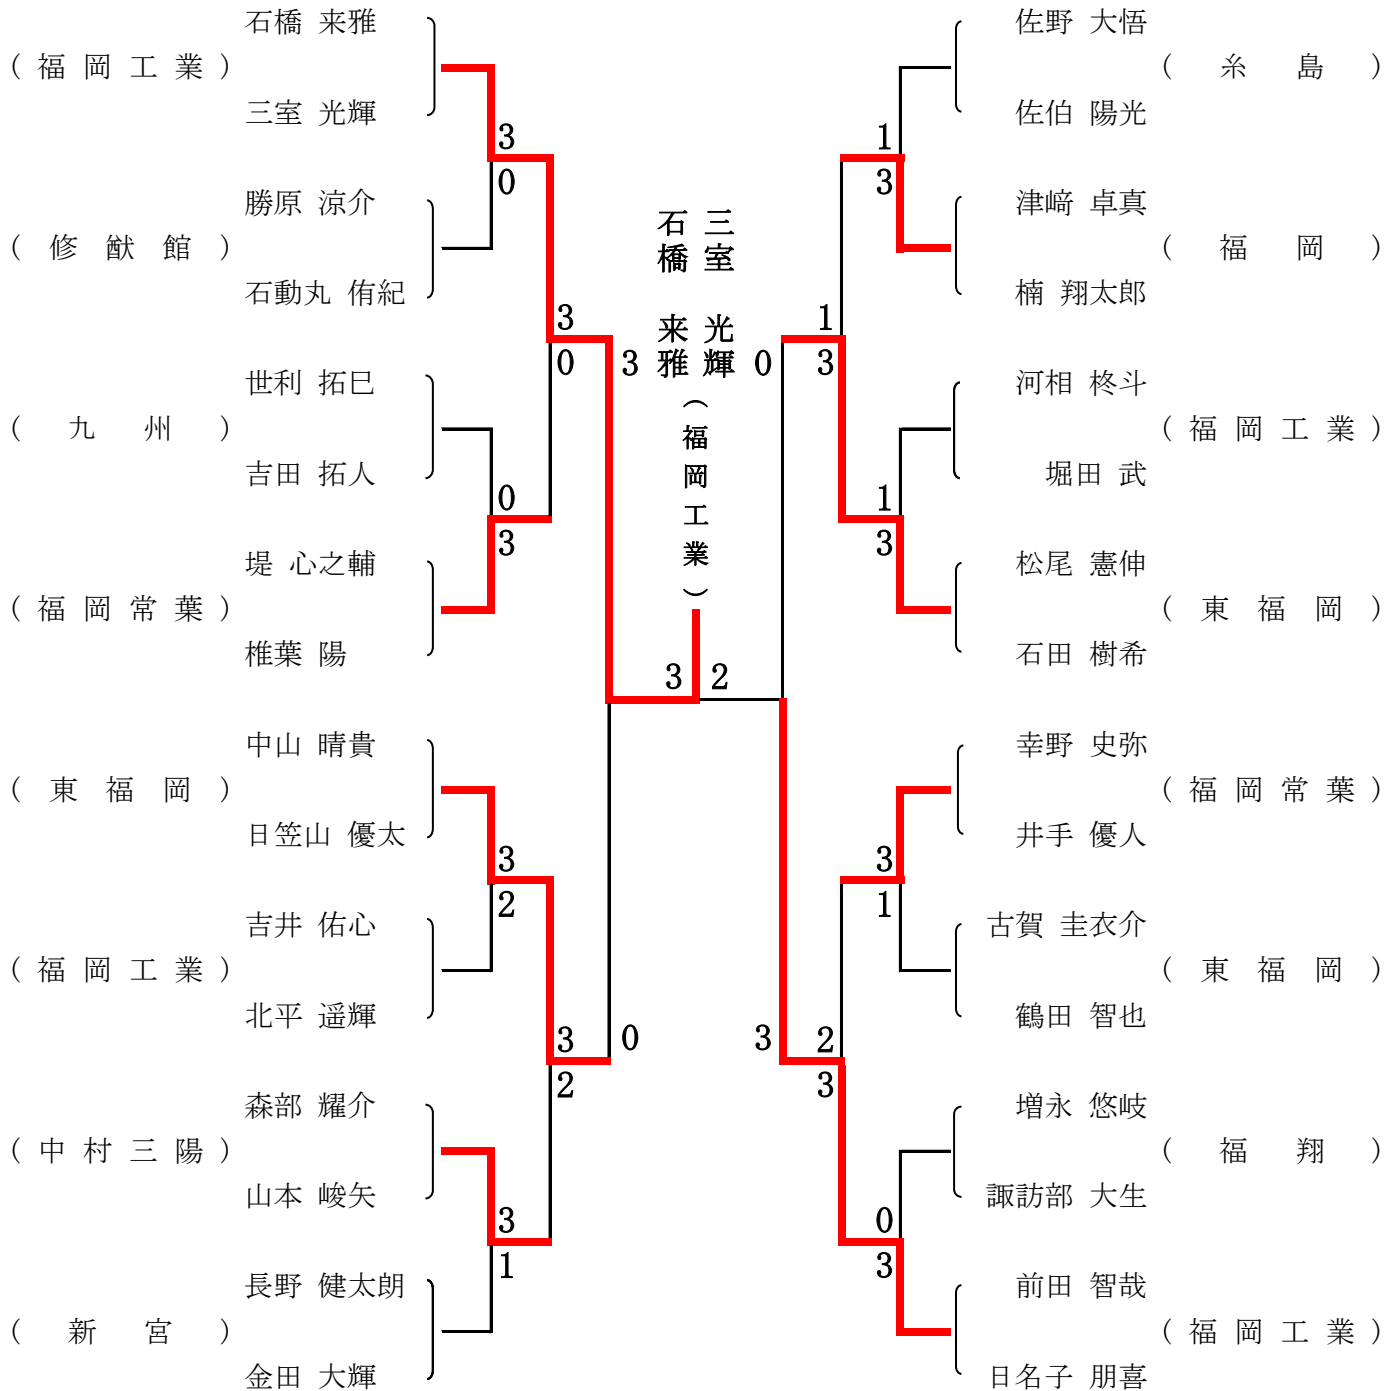 石橋 来雅
(福岡工業)
三室 光輝
3
0
勝原 涼介
(修猷館)
石動丸 侑紀
3
0
世利 拓巳
(九州)
吉田 拓人
0
3
堤 心之輔
(福岡常葉)
椎葉 陽
3
0
中山 晴貴
(東福岡)
日笠山 優太
3
2
吉井 佑心
(福岡工業)
北平 遥輝
3
2
森部 耀介
(中村三陽)
山本 峻矢
3
1
長野 健太朗
(新宮)
金田 大輝
三室 光輝
石橋 来雅
(福岡工業)
3
0
3
2
佐野 大悟
(糸島)
佐伯 陽光
1
3
津﨑 卓真
(福岡)
楠 翔太郎
1
3
河相 柊斗
(福岡工業)
堀田 武
1
3
松尾 憲伸
(東福岡)
石田 樹希
幸野 史弥
(福岡常葉)
井手 優人
3
1
古賀 圭衣介
(東福岡)
鶴田 智也
3
2
3
増永 悠岐
(福翔)
諏訪部 大生
0
3
前田 智哉
(福岡工業)
日名子 朋喜